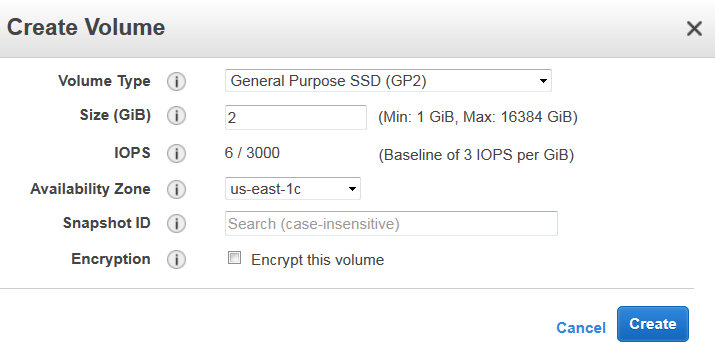 Create Volume
Volume Type i General Purpose SSD (GP2)
Size (GiB) i 2 (Min: 1 GiB, Max: 16384 GiB)
IOPS i 6 / 3000 (Baseline of 3 IOPS per GiB)
Availability Zone i us-east-1c
Snapshot ID i Search (case-insensitive)
Encryption i Encrypt this volume
Cancel Create